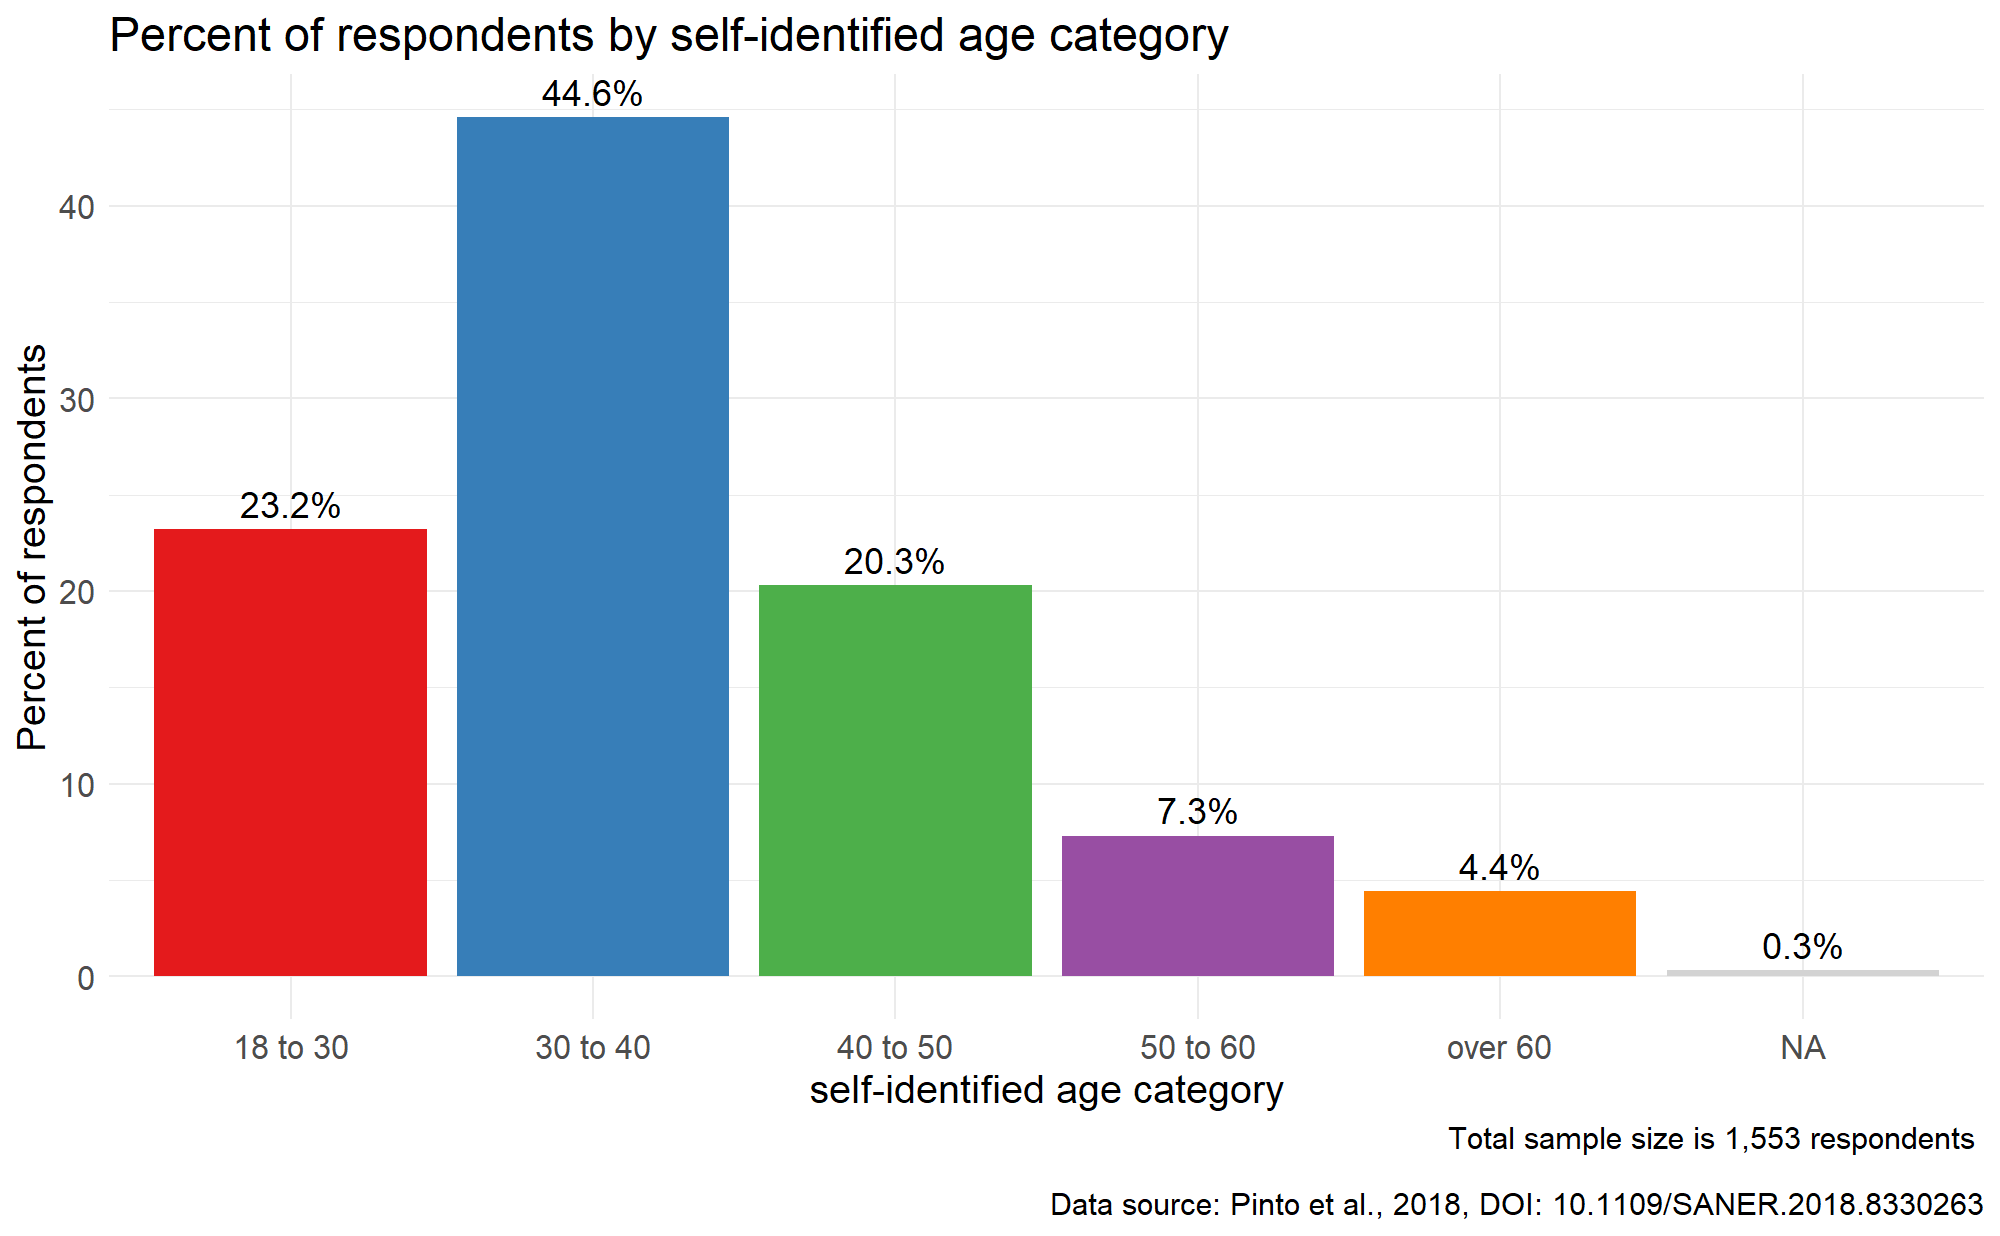 Percent of respondents by self-identified age category
44.6%
40
30
23.2%
20.3%
20
10
7.3%
4.4%
0.3%
0
Percent of respondents
18 to 30
30 to 40
40 to 50
50 to 60
over 60
NA
self-identified age category
Total sample size is 1,553 respondents
Data source: Pinto et al., 2018, DOI: 10.1109/SANER.2018.8330263